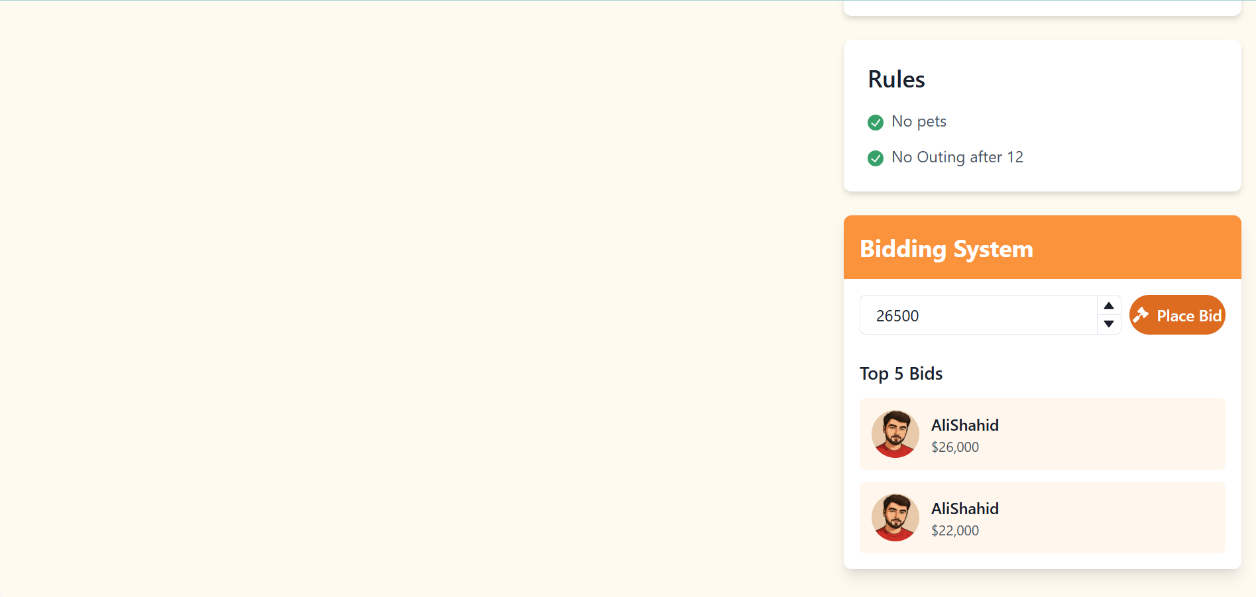 Rules
No pets
No Outing after 12
Bidding System
26500
Place Bid
Top 5 Bids
AliShahid
$26,000
AliShahid
$22,000